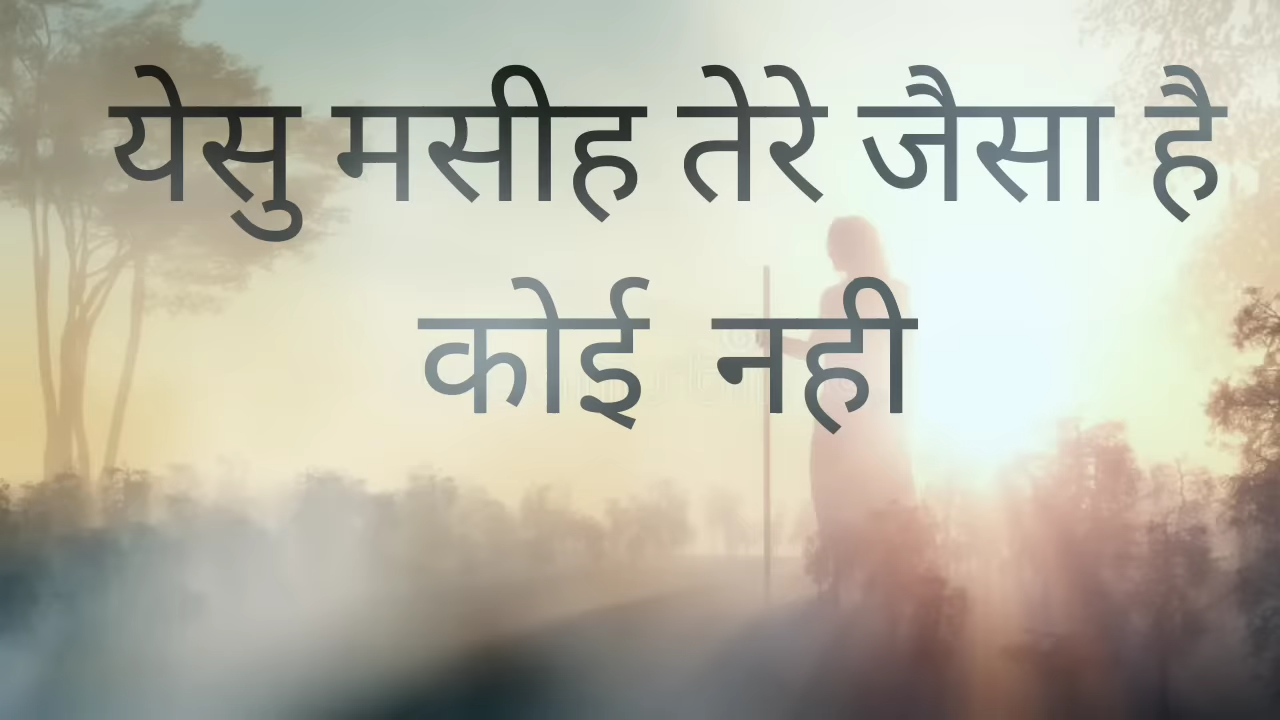 येसु मसीह तेरे जैसा है
कोई नही